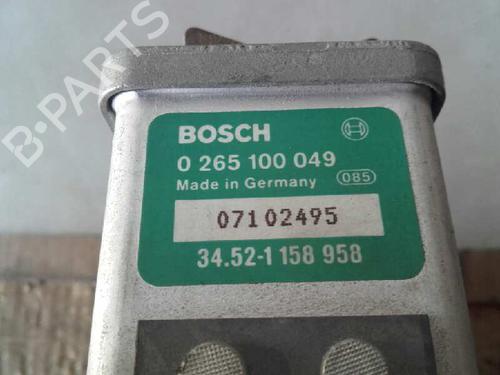 BOSCH
0 265 100 049
Made in Germany 085
07102495
34.52-1 158 958
B-PARTS